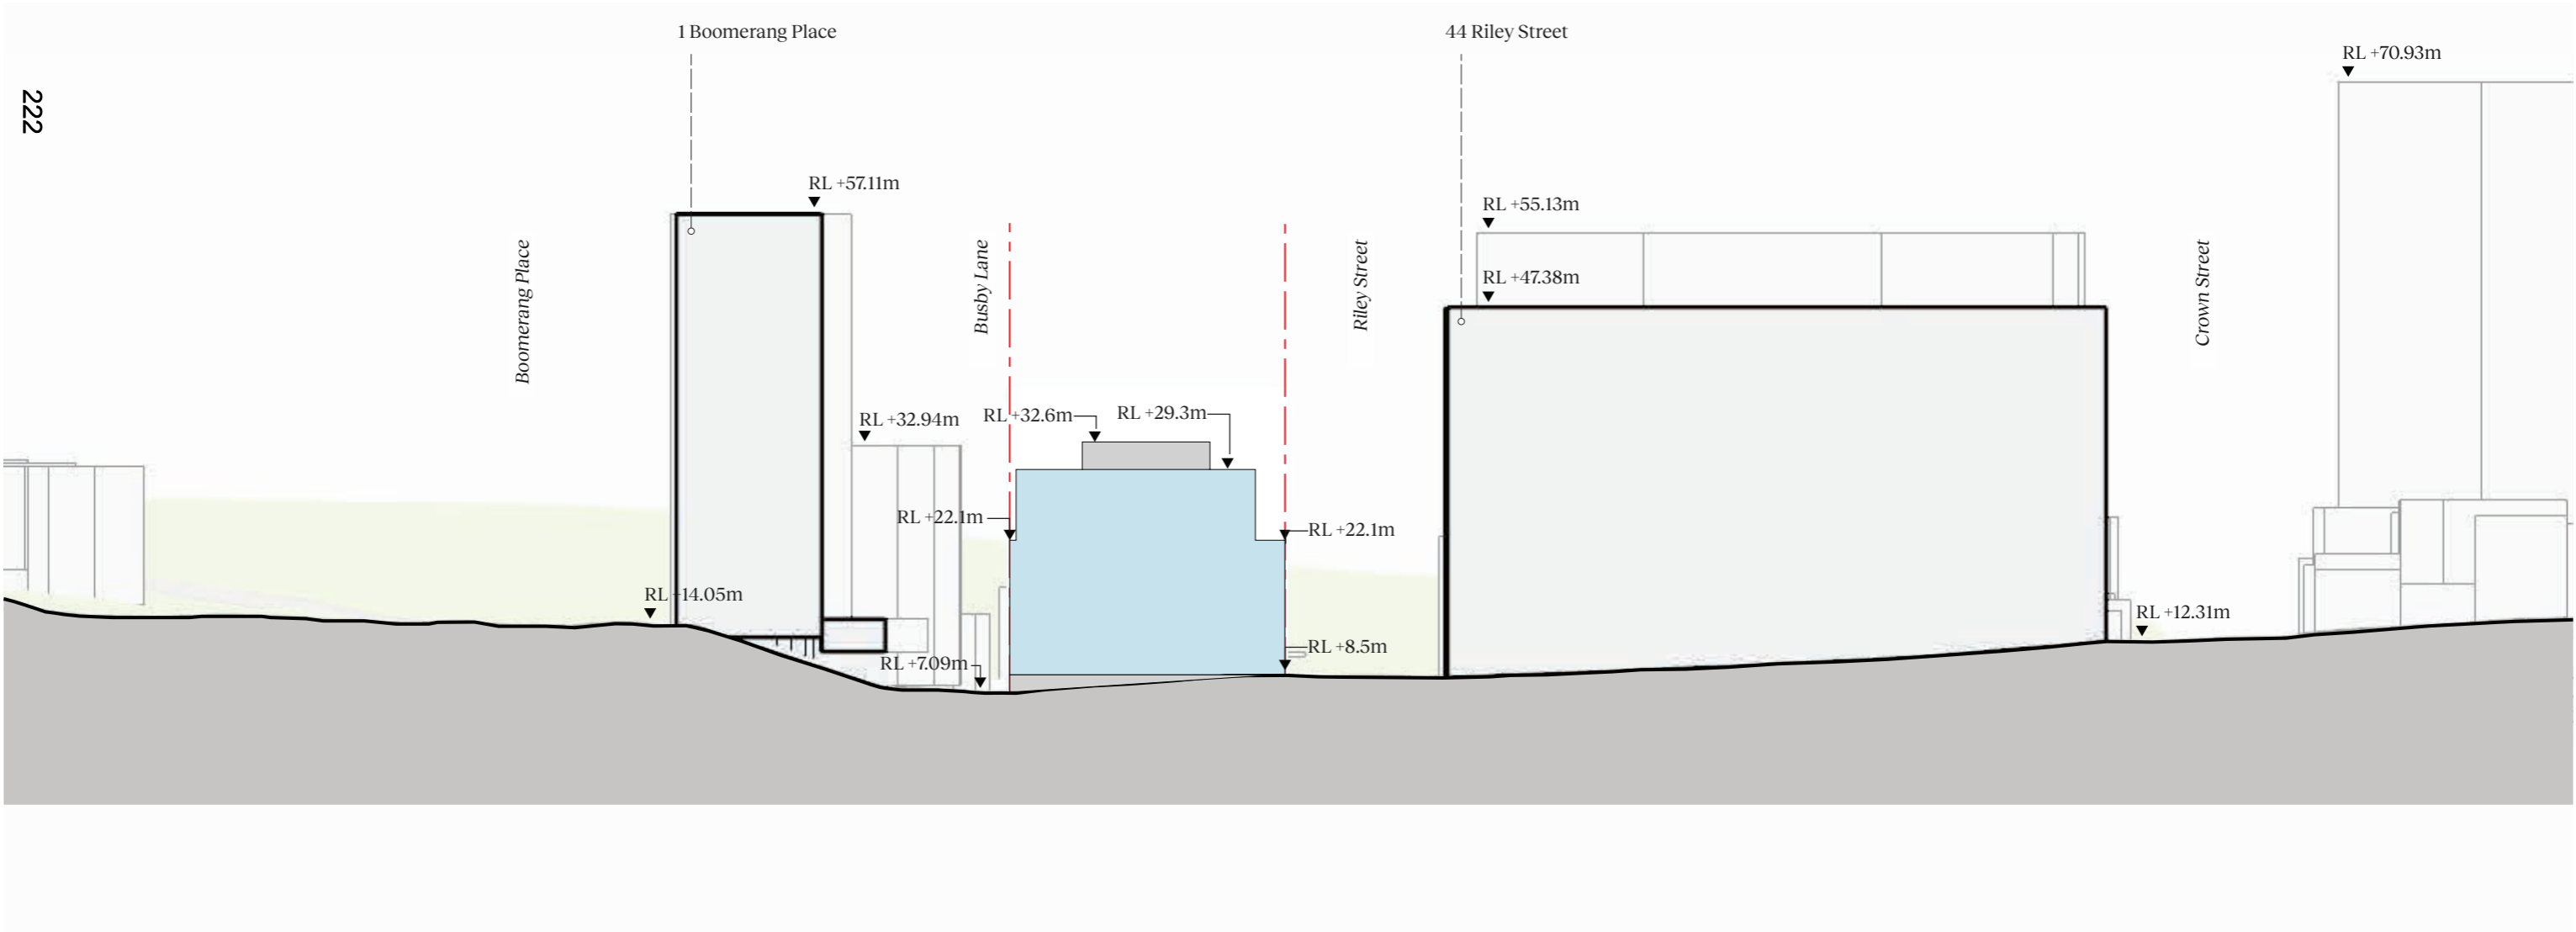 222
1 Boomerang Place
44 Riley Street
RL +70.93m
RL +57.11m
RL +55.13m
RL +47.38m
Boomerang Place
Busby Lane
Riley Street
Crown Street
RL +32.94m
RL +32.6m
RL +29.3m
RL +22.1m
RL +22.1m
RL +14.05m
RL +12.31m
RL +8.5m
RL +7.09m